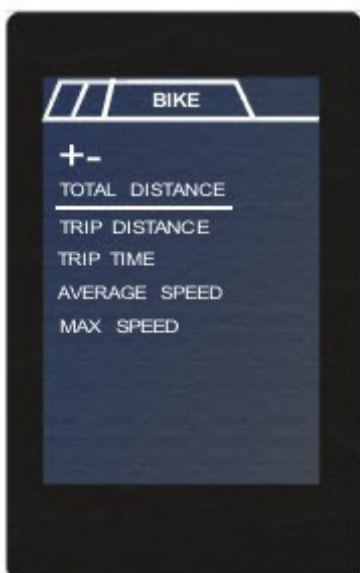 BIKE
+-
TOTAL DISTANCE
TRIP DISTANCE
TRIP TIME
AVERAGE SPEED
MAX SPEED